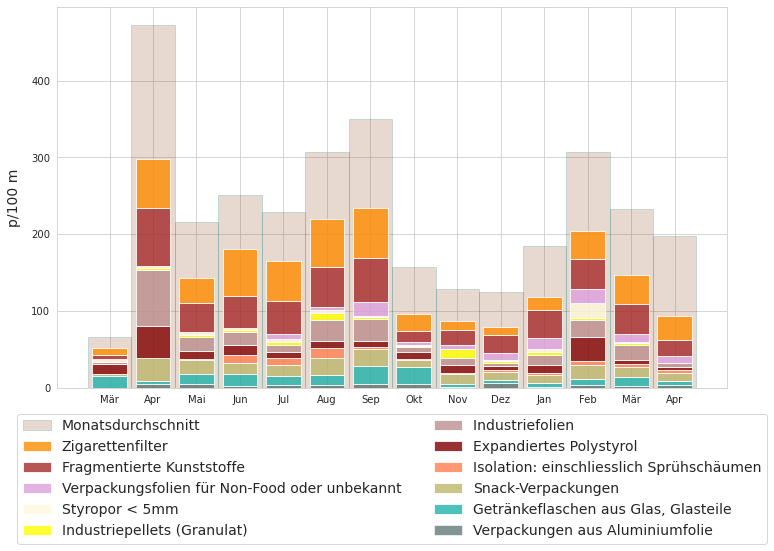 p/100 m
400
300
200
100
0
Mär Apr Mai Jun Jul Aug Sep Okt Nov Dez Jan Feb Mär Apr
Monatsdurchschnitt
Zigarettenfilter
Fragmentierte Kunststoffe
Verpackungsfolien für Non-Food oder unbekannt
Styropor < 5mm
Industriepellets (Granulat)
Industriefolien
Expandiertes Polystyrol
Isolation: einschliesslich Sprühschäumen
Snack-Verpackungen
Getränkeflaschen aus Glas, Glasteile
Verpackungen aus Aluminiumfolie